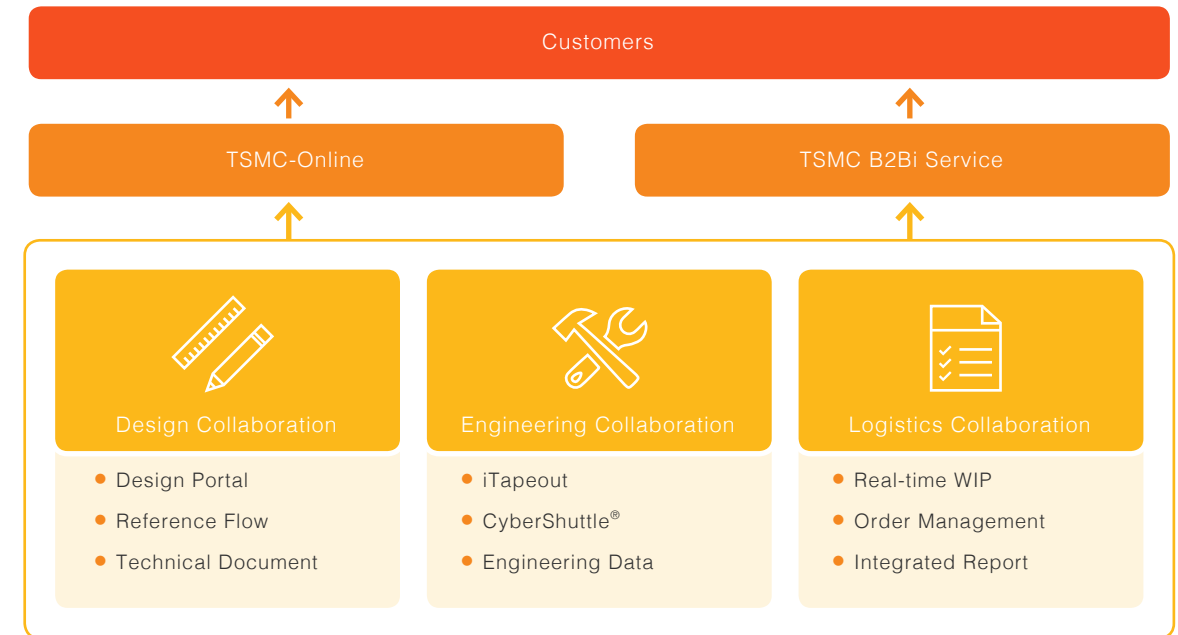 Customers
TSMC-Online
TSMC B2Bi Service
Design Collaboration
Engineering Collaboration
Logistics Collaboration
Design Portal
Reference Flow
Technical Document
iTapeout
CyberShuttle®
Engineering Data
Real-time WIP
Order Management
Integrated Report